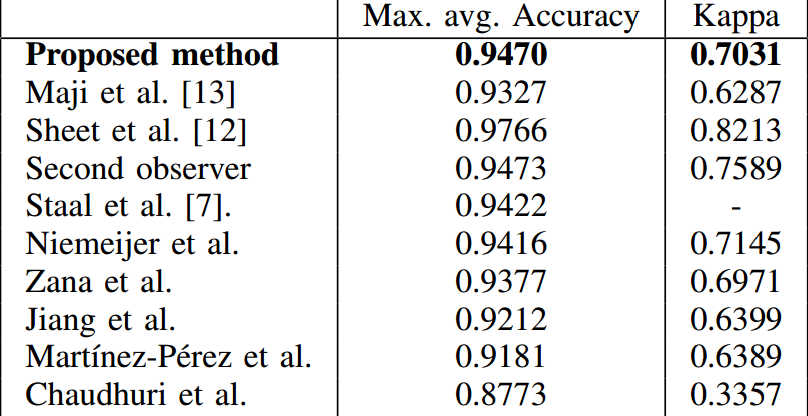 Max. avg. Accuracy Kappa
Proposed method 0.9470 0.7031
Maji et al. [13] 0.9327 0.6287
Sheet et al. [12] 0.9766 0.8213
Second observer 0.9473 0.7589
Staal et al. [7]. 0.9422 -
Niemeijer et al. 0.9416 0.7145
Zana et al. 0.9377 0.6971
Jiang et al. 0.9212 0.6399
Martínez-Pérez et al. 0.9181 0.6389
Chaudhuri et al. 0.8773 0.3357